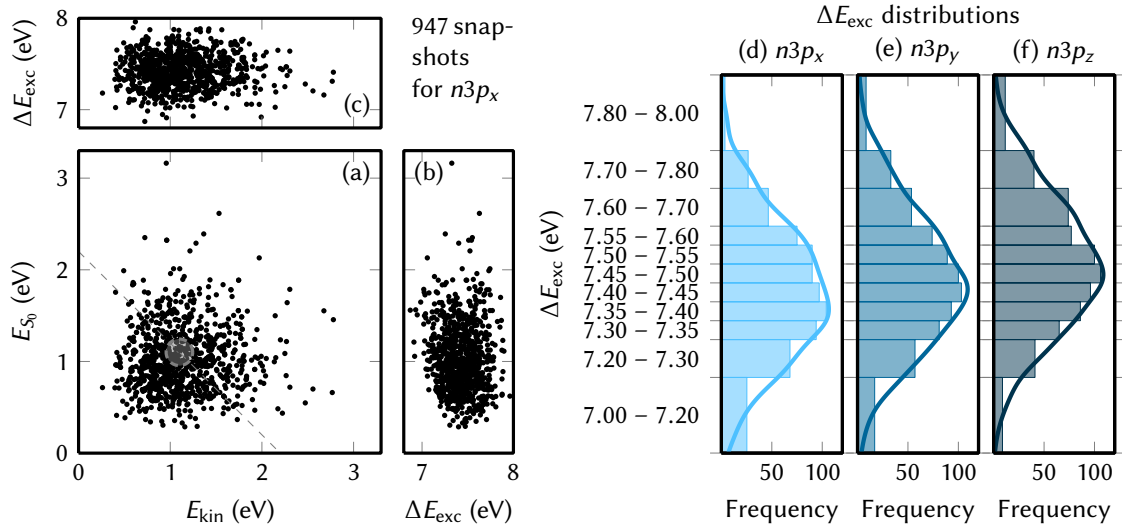 ΔE_exc distributions
947 snap-
shots
for n3p_x
(d) n3p_x
(e) n3p_y
(f) n3p_z
8
7
ΔE_exc (eV)
(c)
(a)
(b)
3
2
1
0
E_S₀ (eV)
0
1
2
3
E_kin (eV)
7
8
ΔE_exc (eV)
ΔE_exc (eV)
7.80 – 8.00
7.70 – 7.80
7.60 – 7.70
7.55 – 7.60
7.50 – 7.55
7.45 – 7.50
7.40 – 7.45
7.35 – 7.40
7.30 – 7.35
7.20 – 7.30
7.00 – 7.20
50 100
50 100
50 100
Frequency
Frequency
Frequency